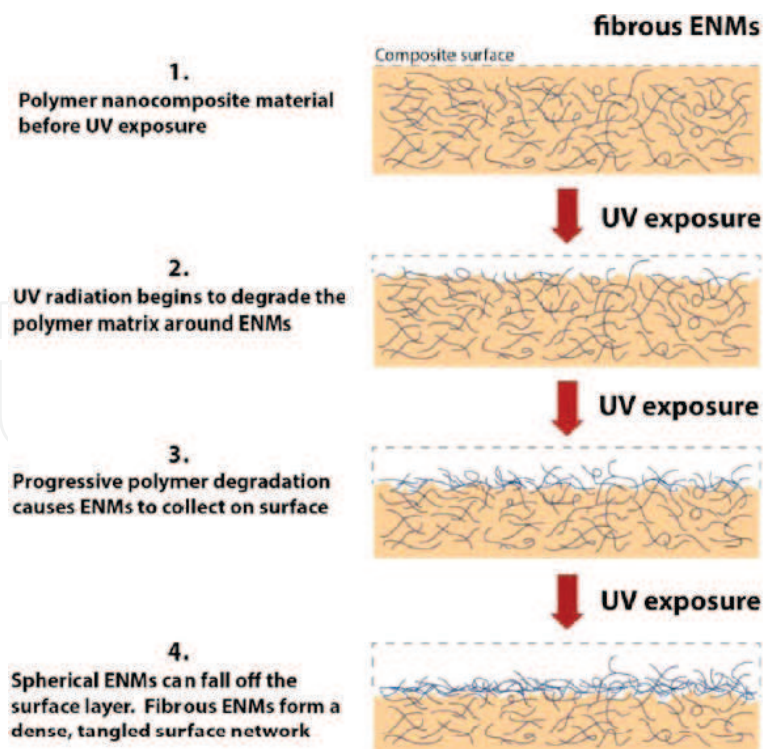 fibrous ENMs
Composite surface
1.
Polymer nanocomposite material
before UV exposure
UV exposure
2.
UV radiation begins to degrade the
polymer matrix around ENMs
UV exposure
3.
Progressive polymer degradation
causes ENMs to collect on surface
UV exposure
4.
Spherical ENMs can fall off the
surface layer. Fibrous ENMs form a
dense, tangled surface network